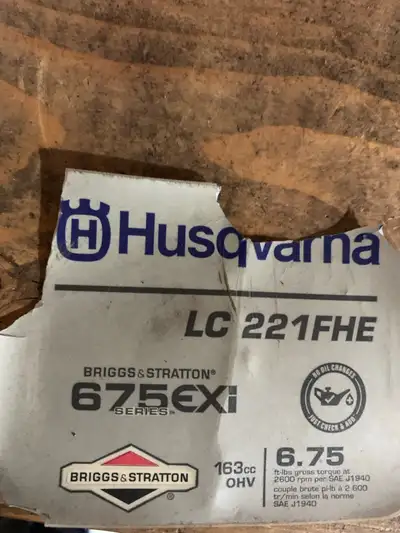 Husqvarna
LC 221FHE
BRIGGS & STRATTON®
675EXi
SERIES™
NO OIL CHANGES
JUST CHECK & ADD
BRIGGS & STRATTON®
163cc
OHV
6.75
ft-lbs gross torque at
2600 rpm per SAE J1940
couple brute pi-lb à 2 600
tr/min selon la norme
SAE J1940